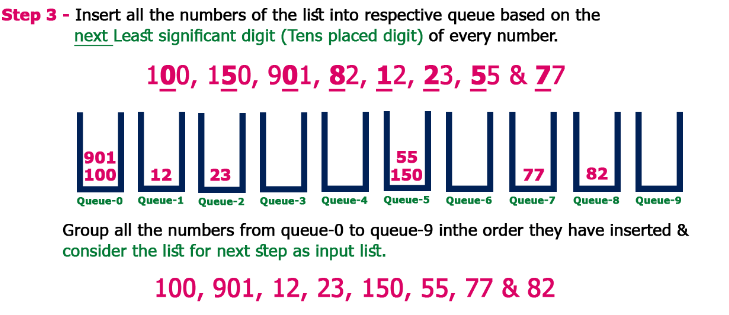 Step 3 - Insert all the numbers of the list into respective queue based on the
next Least significant digit (Tens placed digit) of every number.
100, 150, 901, 82, 12, 23, 55 & 77
901 55
100 12 23 150 77 82
Queue-0 Queue-1 Queue-2 Queue-3 Queue-4 Queue-5 Queue-6 Queue-7 Queue-8 Queue-9
Group all the numbers from queue-0 to queue-9 inthe order they have inserted &
consider the list for next step as input list.
100, 901, 12, 23, 150, 55, 77 & 82